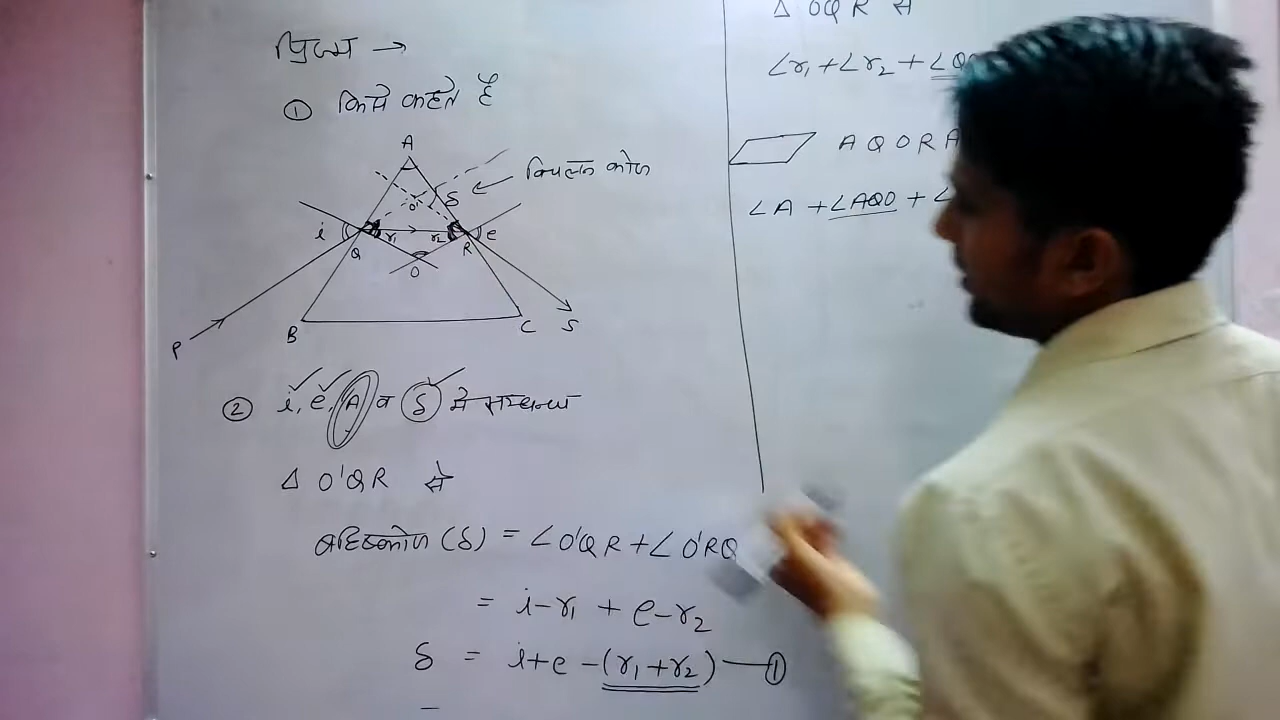 प्रिज्म →
① किसे कहते हैं
A
विचलन कोण
δ
O'
i
r₁
r₂
e
Q
R
O
B
C
S
P
② i, e, A व δ में सम्बन्ध
Δ O'QR से
बहिष्कोण (δ) = ∠O'QR + ∠O'RQ
= i-r₁ + e-r₂
δ = i+e -(r₁+r₂) — ①
Δ OQR से
∠r₁+∠r₂+∠
A Q O R
∠A + ∠AQO + ∠